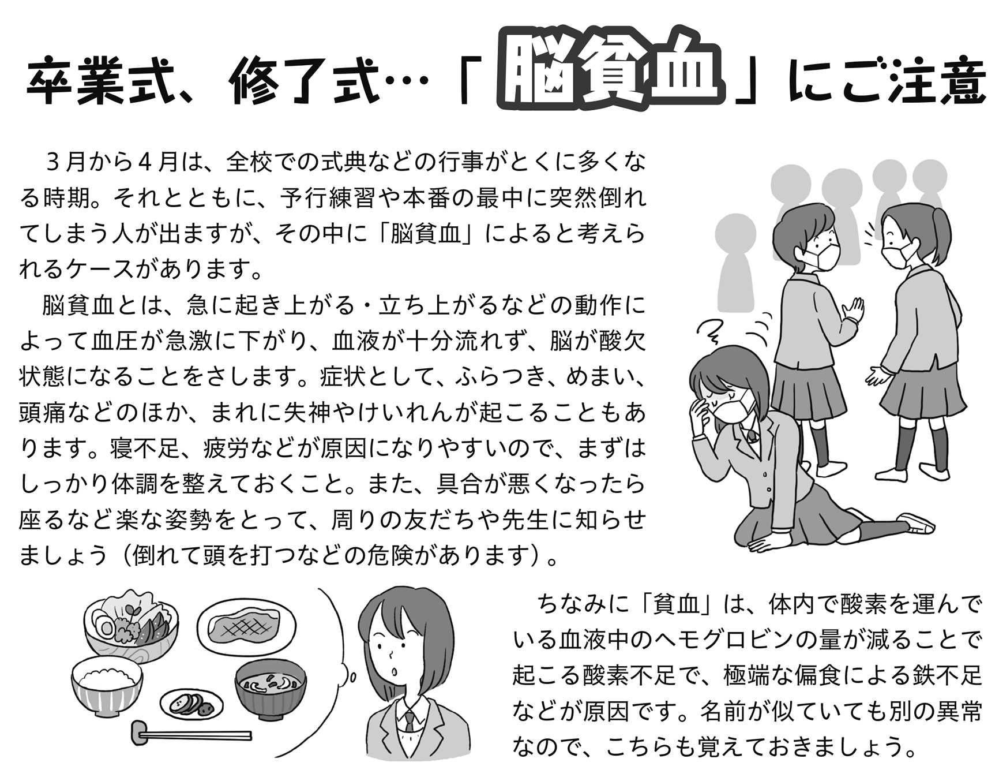 卒業式、修了式…「脳貧血」にご注意
　３月から４月は、全校での式典などの行事がとくに多くな
る時期。それとともに、予行練習や本番の最中に突然倒れ
てしまう人が出ますが、その中に「脳貧血」によると考えら
れるケースがあります。
　脳貧血とは、急に起き上がる・立ち上がるなどの動作に
よって血圧が急激に下がり、血液が十分流れず、脳が酸欠
状態になることをさします。症状として、ふらつき、めまい、
頭痛などのほか、まれに失神やけいれんが起こることもあ
ります。寝不足、疲労などが原因になりやすいので、まずは
しっかり体調を整えておくこと。また、具合が悪くなったら
座るなど楽な姿勢をとって、周りの友だちや先生に知らせ
ましょう（倒れて頭を打つなどの危険があります）。
　ちなみに「貧血」は、体内で酸素を運んで
いる血液中のヘモグロビンの量が減ることで
起こる酸素不足で、極端な偏食による鉄不足
などが原因です。名前が似ていても別の異常
なので、こちらも覚えておきましょう。